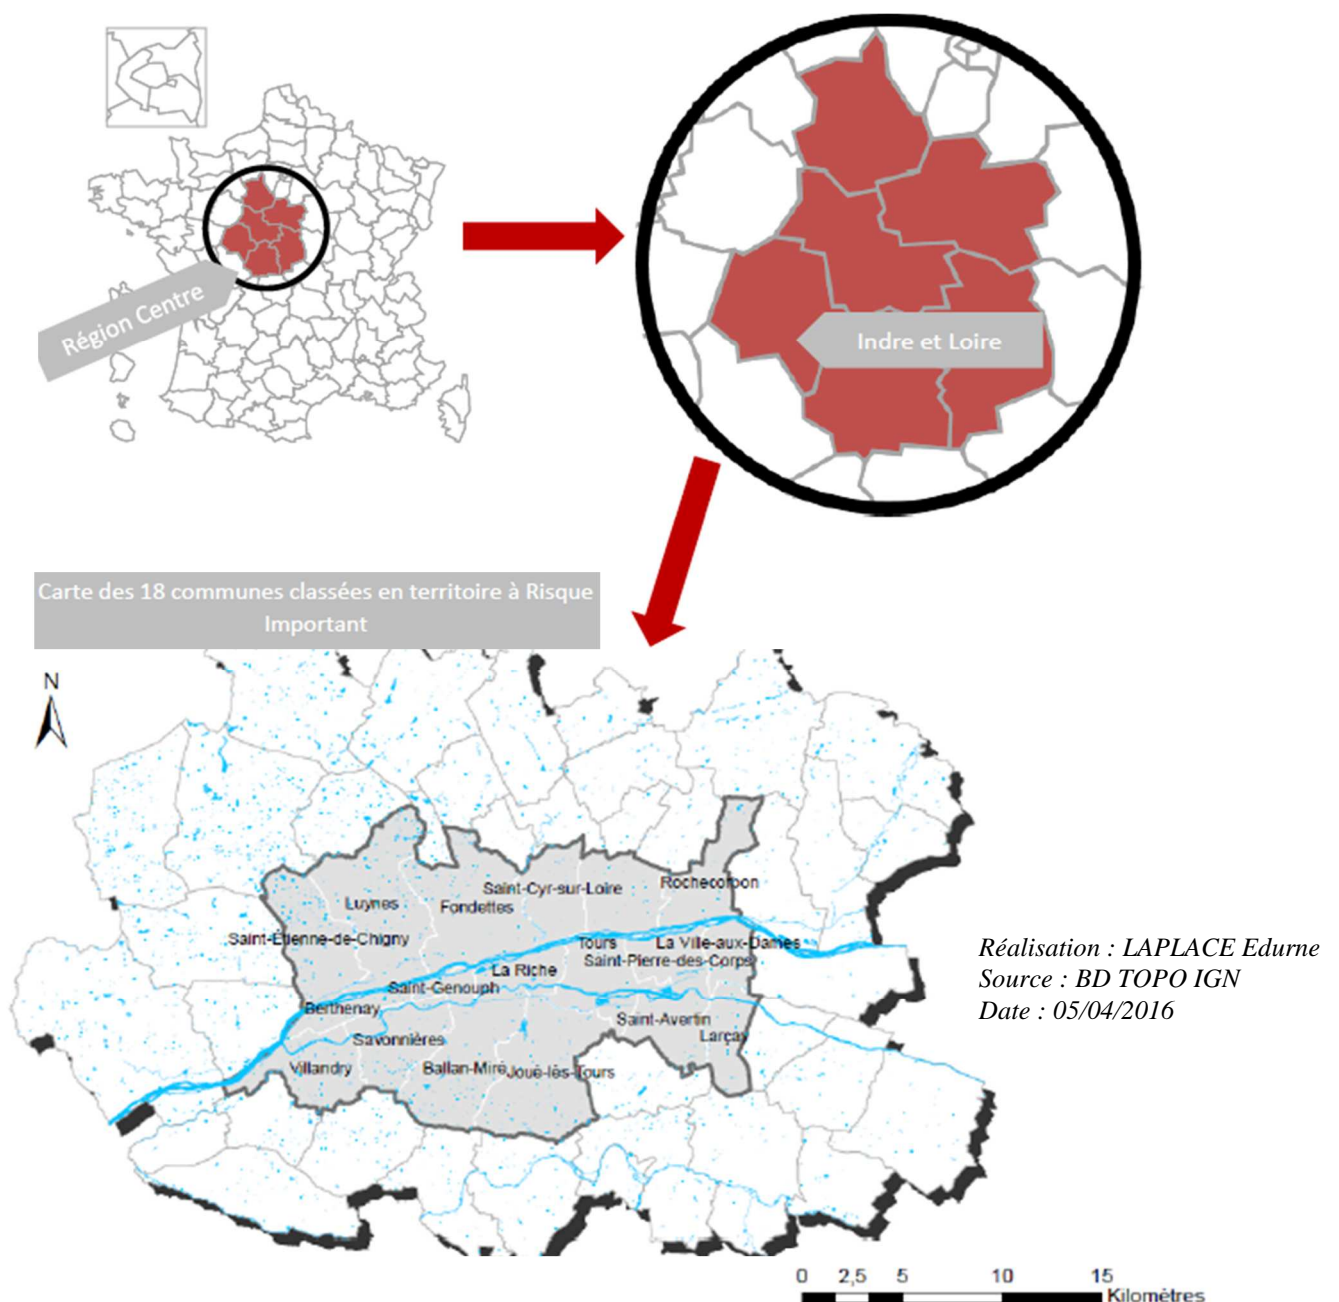 Région Centre
Indre et Loire
Carte des 18 communes classées en territoire à Risque
Important
N
Rochecorbon
Saint-Cyr-sur-Loire
Luynes
Fondettes
Saint-Étienne-de-Chigny
Tours
La Ville-aux-Dames
Saint-Pierre-des-Corps
La Riche
Saint-Genouph
Berthenay
Saint-Avertin
Savonnières
Larçay
Villandry
Ballan-Miré
Joué-lès-Tours
Réalisation : LAPLACE Edurne
Source : BD TOPO IGN
Date : 05/04/2016
0 2,5 5 10 15
Kilomètres